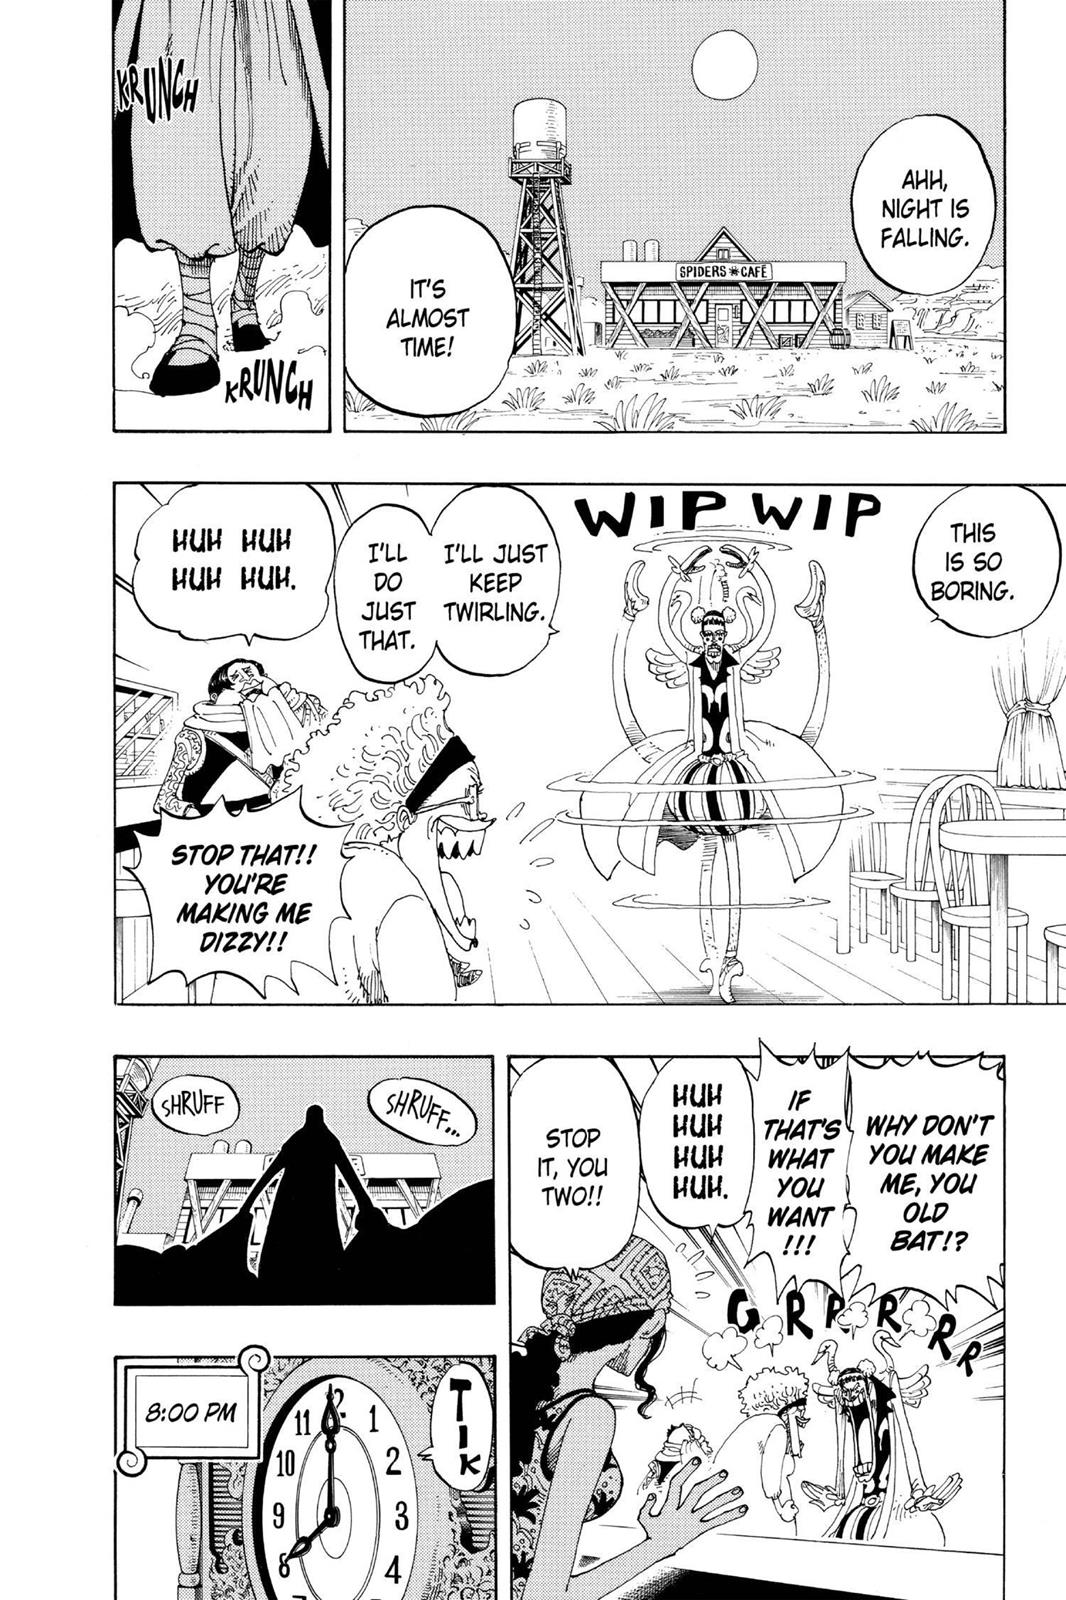 AHH,
NIGHT IS
FALLING.
SPIDERS CAFÉ
IT'S
ALMOST
TIME!
KRUNCH
KRUNCH
THIS
IS SO
BORING.
WIP WIP
I'LL JUST
KEEP
TWIRLING.
I'LL
DO
JUST
THAT.
HUH HUH
HUH HUH.
STOP THAT!!
YOU'RE
MAKING ME
DIZZY!!
WHY DON'T
YOU MAKE
ME, YOU
OLD
BAT!?
IF
THAT'S
WHAT
YOU
WANT
!!!
HUH
HUH
HUH
HUH.
STOP
IT, YOU
TWO!!
GRRRRR
SHRUFF...
SHRUFF
TIK
8:00 PM
11 12 1
10 2
9 3
8 4